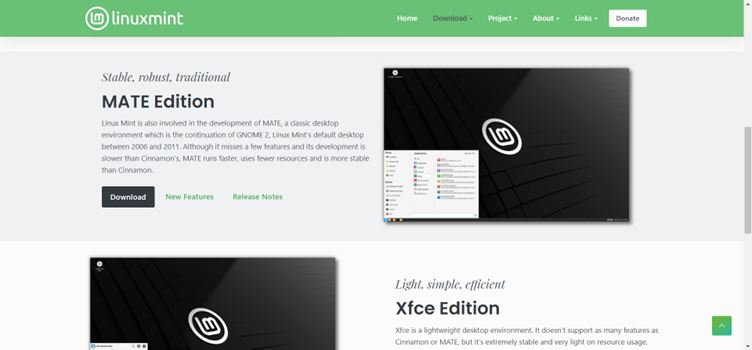 linuxmint
Home
Download
Project
About
Links
Donate
Stable, robust, traditional
MATE Edition
Linux Mint is also involved in the development of MATE, a classic desktop
environment which is the continuation of GNOME 2, Linux Mint's default desktop
between 2006 and 2011. Although it misses a few features and its development is
slower than Cinnamon's, MATE runs faster, uses fewer resources and is more stable
than Cinnamon.
Download
New Features
Release Notes
Light, simple, efficient
Xfce Edition
Xfce is a lightweight desktop environment. It doesn't support as many features as
Cinnamon or MATE, but it's extremely stable and very light on resource usage.